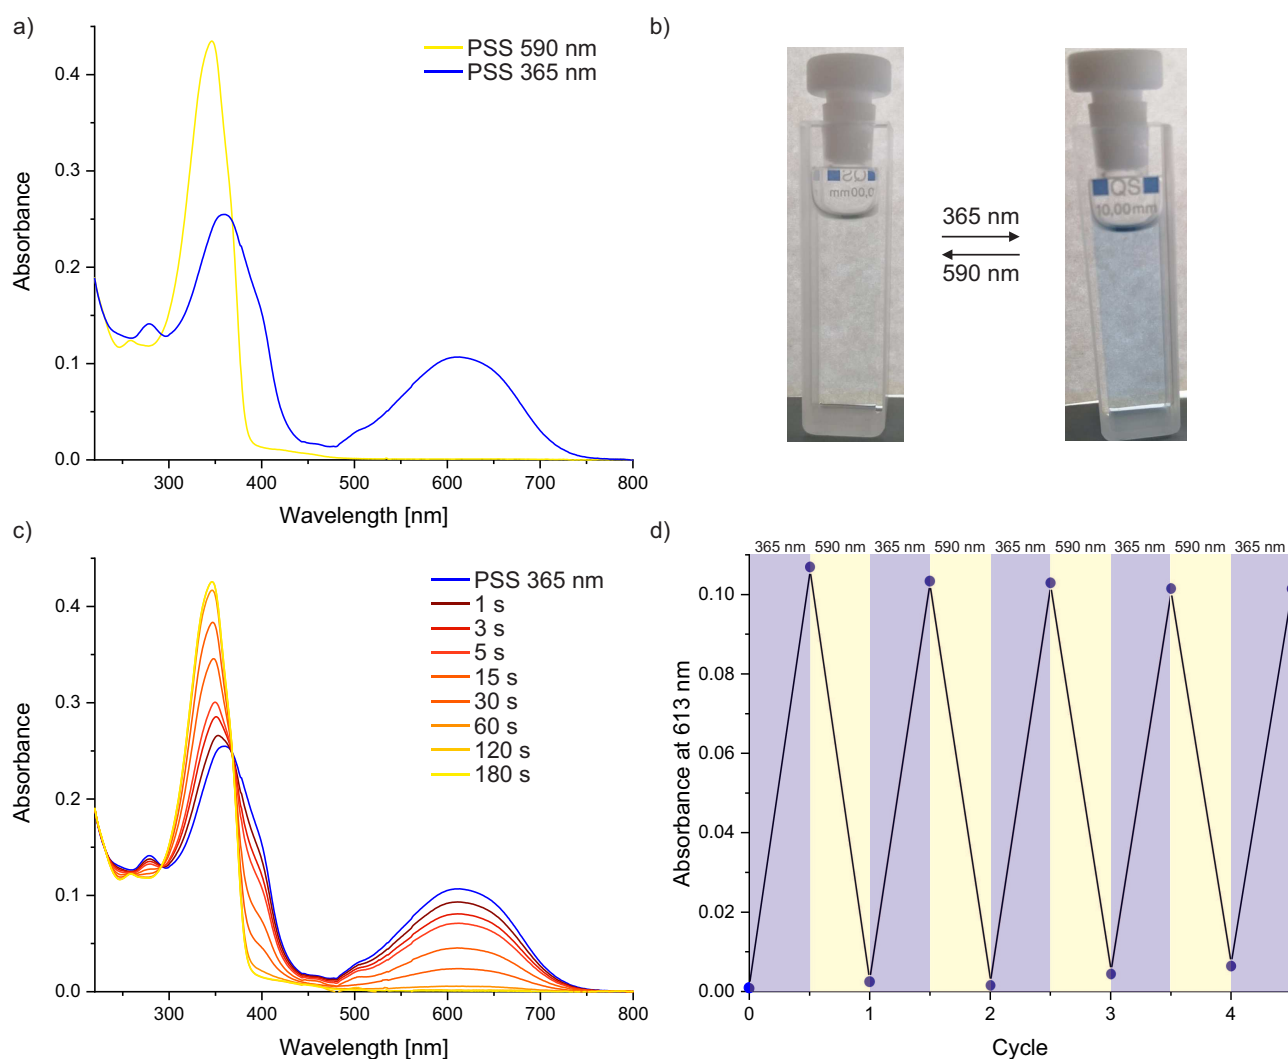 a)
PSS 590 nm
PSS 365 nm
0.4
0.3
0.2
0.1
0.0
Absorbance
300 400 500 600 700 800
Wavelength [nm]
b)
QS
10,00mm
365 nm
590 nm
QS
10,00mm
c)
PSS 365 nm
1 s
3 s
5 s
15 s
30 s
60 s
120 s
180 s
0.4
0.3
0.2
0.1
0.0
Absorbance
300 400 500 600 700 800
Wavelength [nm]
d)
365 nm 590 nm 365 nm 590 nm 365 nm 590 nm 365 nm 590 nm 365 nm
0.10
0.08
0.06
0.04
0.02
0.00
Absorbance at 613 nm
0 1 2 3 4
Cycle